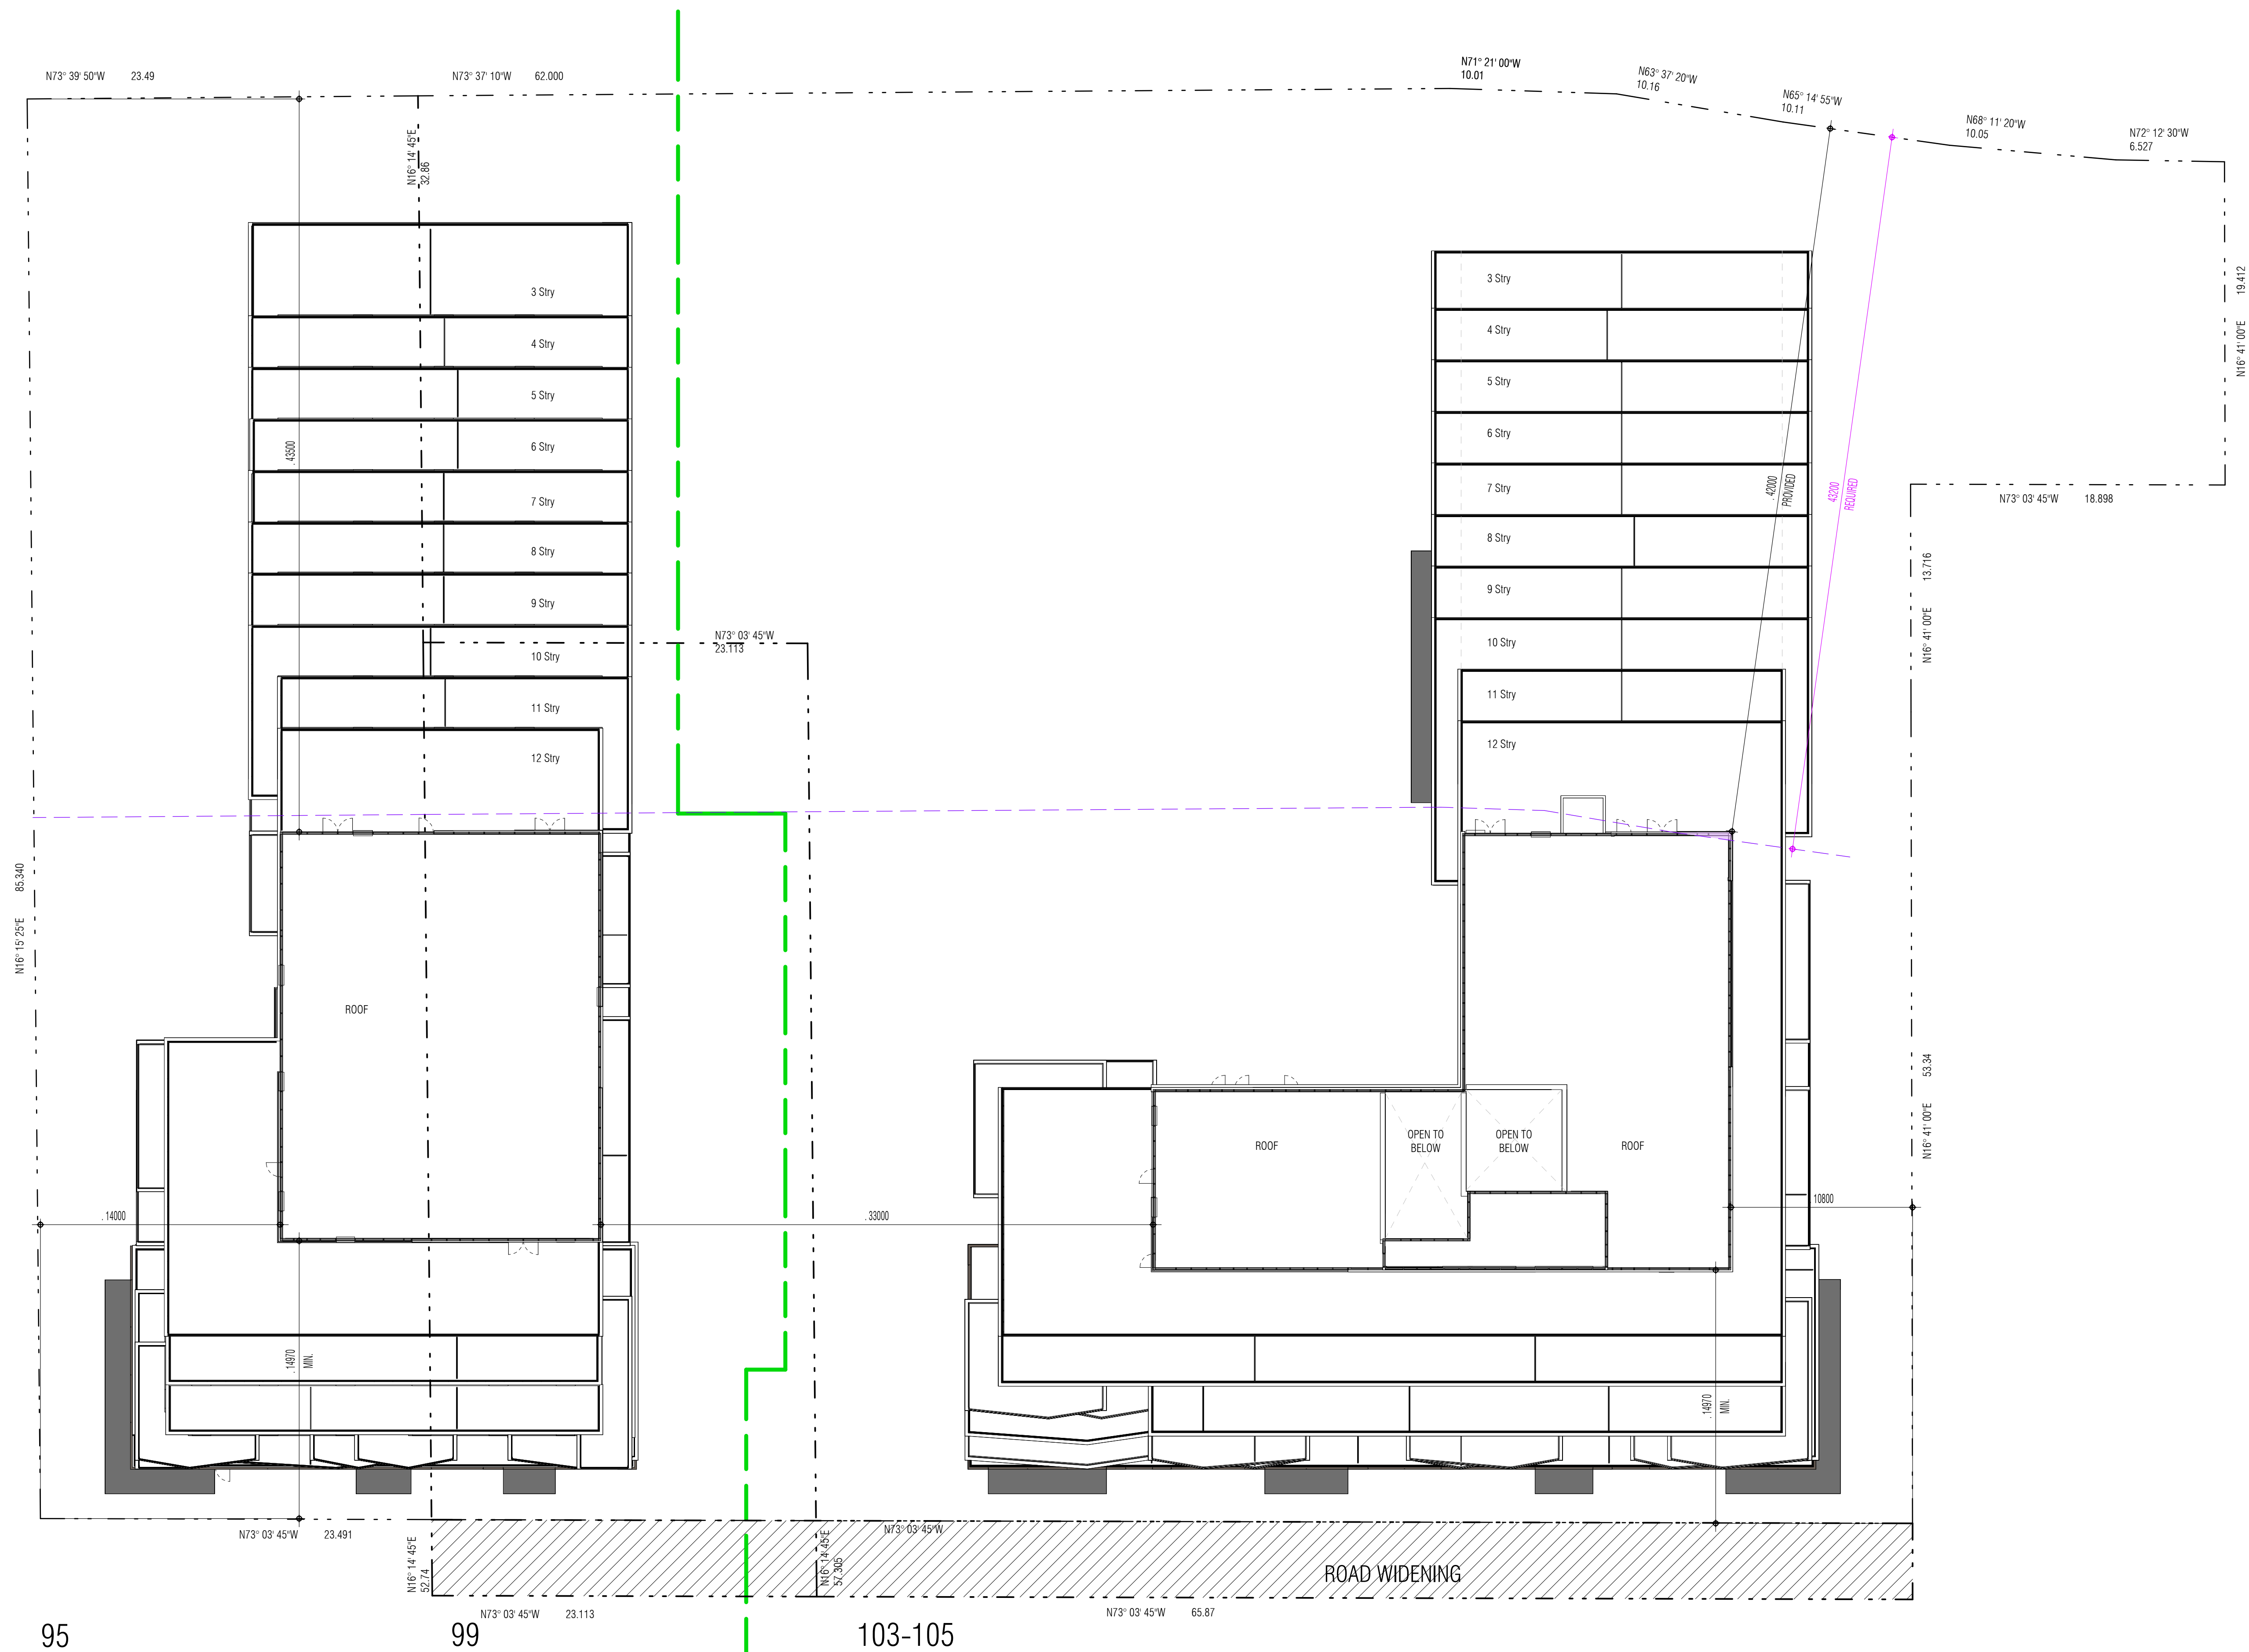 N73° 39' 50"W 23.49
N73° 37' 10"W 62.000
N71° 21' 00"W
10.01
N63° 37' 20"W
10.16
N65° 14' 55"W
10.11
N68° 11' 20"W
10.05
N72° 12' 30"W
6.527
N16° 14' 45"E
32.86
3 Stry
4 Stry
5 Stry
6 Stry
7 Stry
8 Stry
9 Stry
10 Stry
11 Stry
12 Stry
.43500
3 Stry
4 Stry
5 Stry
6 Stry
7 Stry
8 Stry
9 Stry
10 Stry
11 Stry
12 Stry
.42000
PROVIDED
43200
REQUIRED
N16° 41' 00"E 19.412
N73° 03' 45"W 18.898
N16° 41' 00"E 13.716
N73° 03' 45"W
23.113
N16° 15' 25"E 85.340
ROOF
ROOF
OPEN TO
BELOW
OPEN TO
BELOW
ROOF
N16° 41' 00"E 53.34
.14000
.33000
10800
.14970
MIN.
.14970
MIN.
N73° 03' 45"W 23.491
N73° 03' 45"W
N16° 14' 45"E
52.74
N16° 14' 45"E
57.305
ROAD WIDENING
N73° 03' 45"W 23.113
N73° 03' 45"W 65.87
95
99
103-105